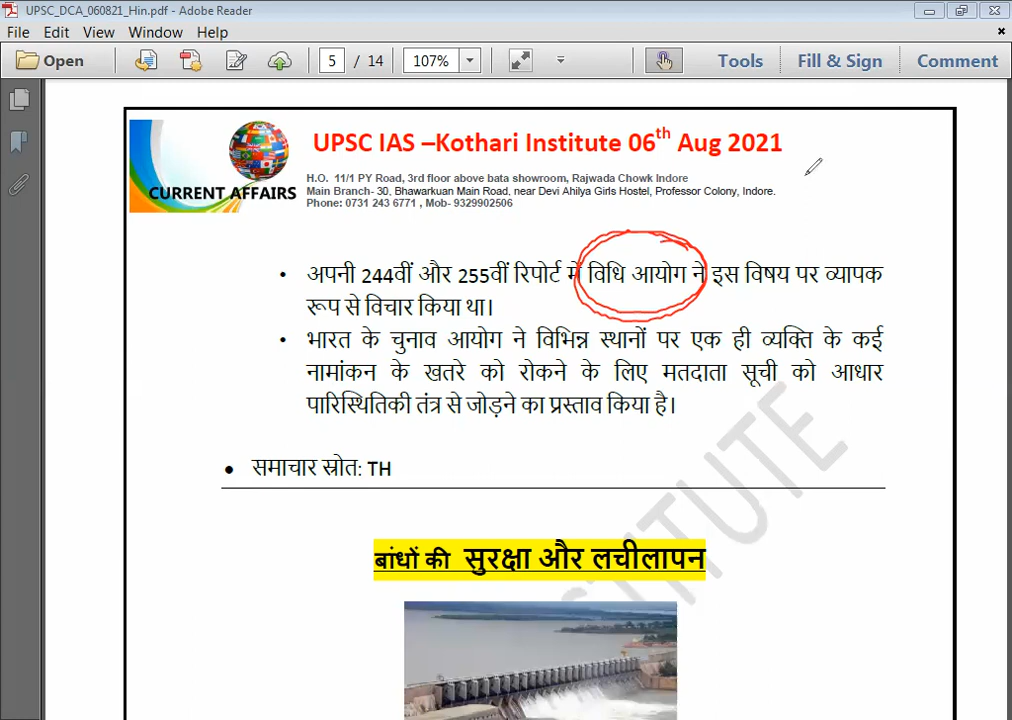 UPSC_DCA_060821_Hin.pdf - Adobe Reader
File Edit View Window Help
Open 5 / 14 107% Tools Fill & Sign Comment
CURRENT AFFAIRS
UPSC IAS –Kothari Institute 06th Aug 2021
H.O. 11/1 PY Road, 3rd floor above bata showroom, Rajwada Chowk Indore
Main Branch- 30, Bhawarkuan Main Road, near Devi Ahilya Girls Hostel, Professor Colony, Indore.
Phone: 0731 243 6771 , Mob- 9329902506
• अपनी 244वीं और 255वीं रिपोर्ट में विधि आयोग ने इस विषय पर व्यापक
रूप से विचार किया था।
• भारत के चुनाव आयोग ने विभिन्न स्थानों पर एक ही व्यक्ति के कई
नामांकन के खतरे को रोकने के लिए मतदाता सूची को आधार
पारिस्थितिकी तंत्र से जोड़ने का प्रस्ताव किया है।
• समाचार स्रोत: TH
बांधों की सुरक्षा और लचीलापन
STITUTE